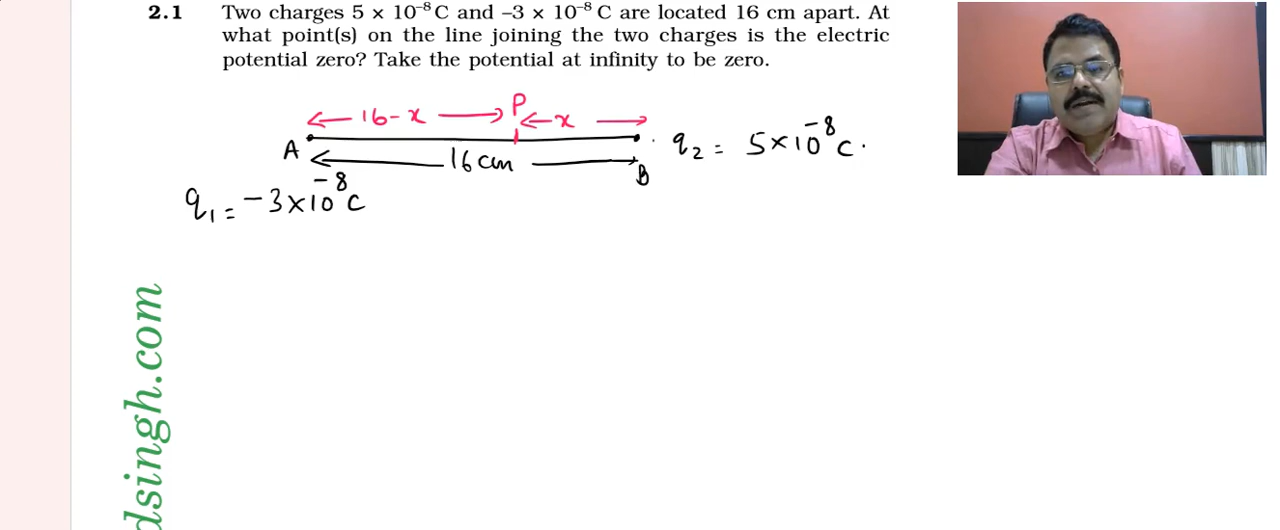 2.1 Two charges 5 × 10⁻⁸ C and –3 × 10⁻⁸ C are located 16 cm apart. At
what point(s) on the line joining the two charges is the electric
potential zero? Take the potential at infinity to be zero.
16-x P x
A 16 cm B q₂ = 5×10⁻⁸ C.
q₁ = -3×10⁻⁸ C
dsingh.com